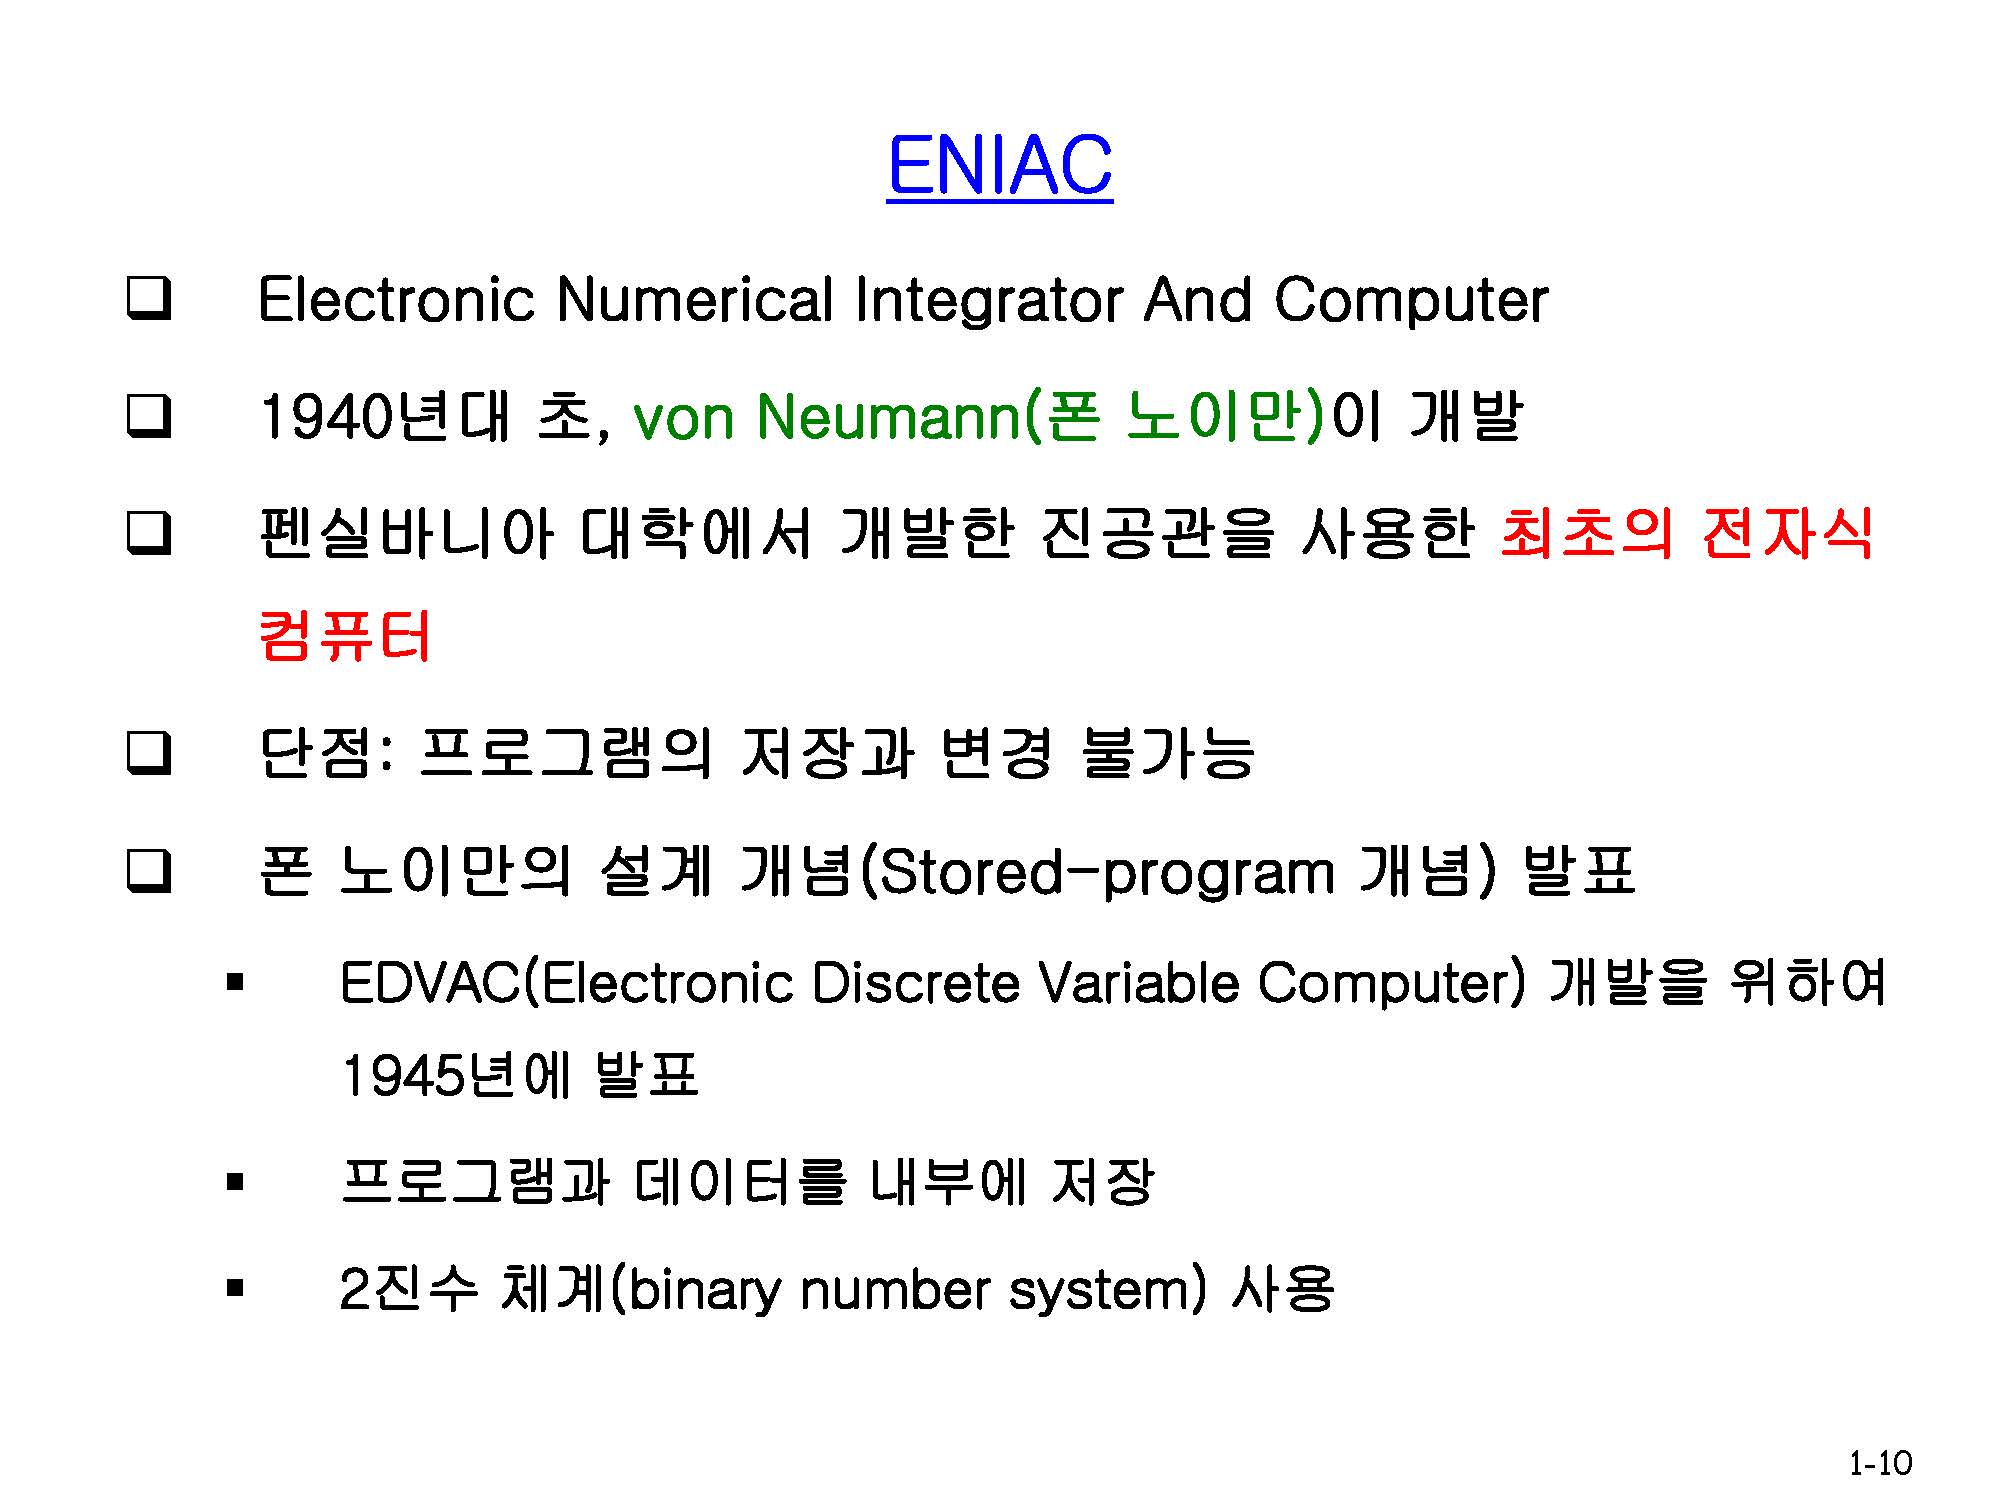 ENIAC
❑ Electronic Numerical Integrator And Computer
❑ 1940년대 초, von Neumann(폰 노이만)이 개발
❑ 펜실바니아 대학에서 개발한 진공관을 사용한 최초의 전자식
컴퓨터
❑ 단점: 프로그램의 저장과 변경 불가능
❑ 폰 노이만의 설계 개념(Stored-program 개념) 발표
▪ EDVAC(Electronic Discrete Variable Computer) 개발을 위하여
1945년에 발표
▪ 프로그램과 데이터를 내부에 저장
▪ 2진수 체계(binary number system) 사용
1-10